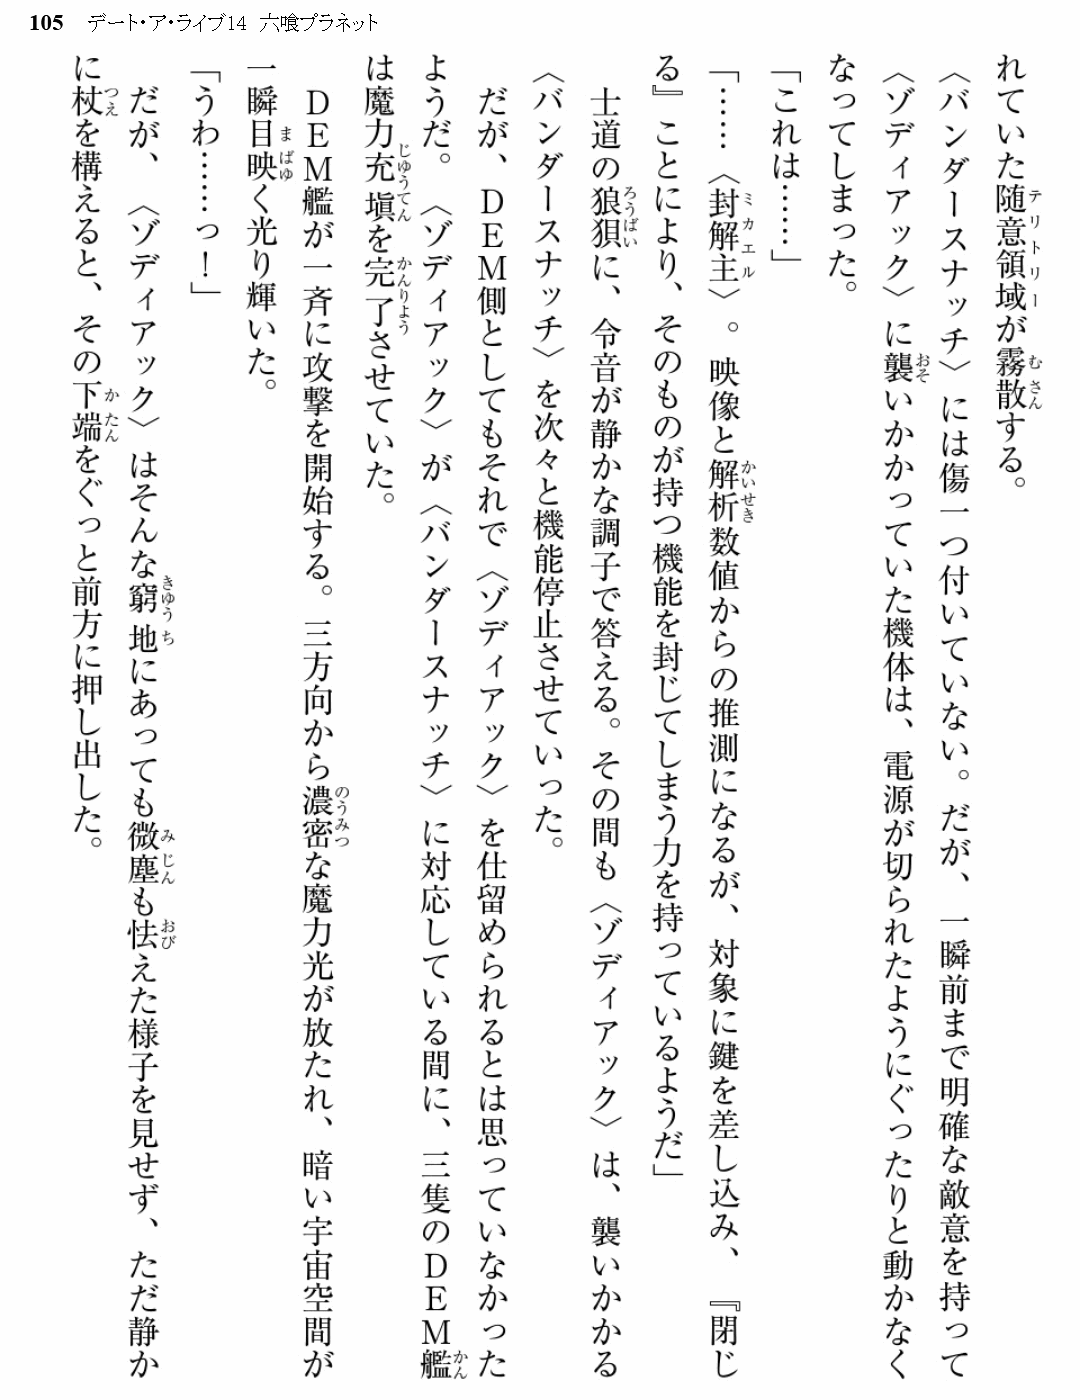 105 デート・ア・ライブ14 六喰プラネット
れていた随意領域が霧散する。
〈バンダースナッチ〉には傷一つ付いていない。だが、一瞬前まで明確な敵意を持って
〈ゾディアック〉に襲いかかっていた機体は、電源が切られたようにぐったりと動かなく
なってしまった。
「これは……」
「……〈封解主〉。映像と解析数値からの推測になるが、対象に鍵を差し込み、『閉じ
る』ことにより、そのものが持つ機能を封じてしまう力を持っているようだ」
士道の狼狽に、令音が静かな調子で答える。その間も〈ゾディアック〉は、襲いかかる
〈バンダースナッチ〉を次々と機能停止させていった。
だが、ＤＥＭ側としてもそれで〈ゾディアック〉を仕留められるとは思っていなかった
ようだ。〈ゾディアック〉が〈バンダースナッチ〉に対応している間に、三隻のＤＥＭ艦
は魔力充塡を完了させていた。
ＤＥＭ艦が一斉に攻撃を開始する。三方向から濃密な魔力光が放たれ、暗い宇宙空間が
一瞬目映く光り輝いた。
「うわ……っ！」
だが、〈ゾディアック〉はそんな窮地にあっても微塵も怯えた様子を見せず、ただ静か
に杖を構えると、その下端をぐっと前方に押し出した。